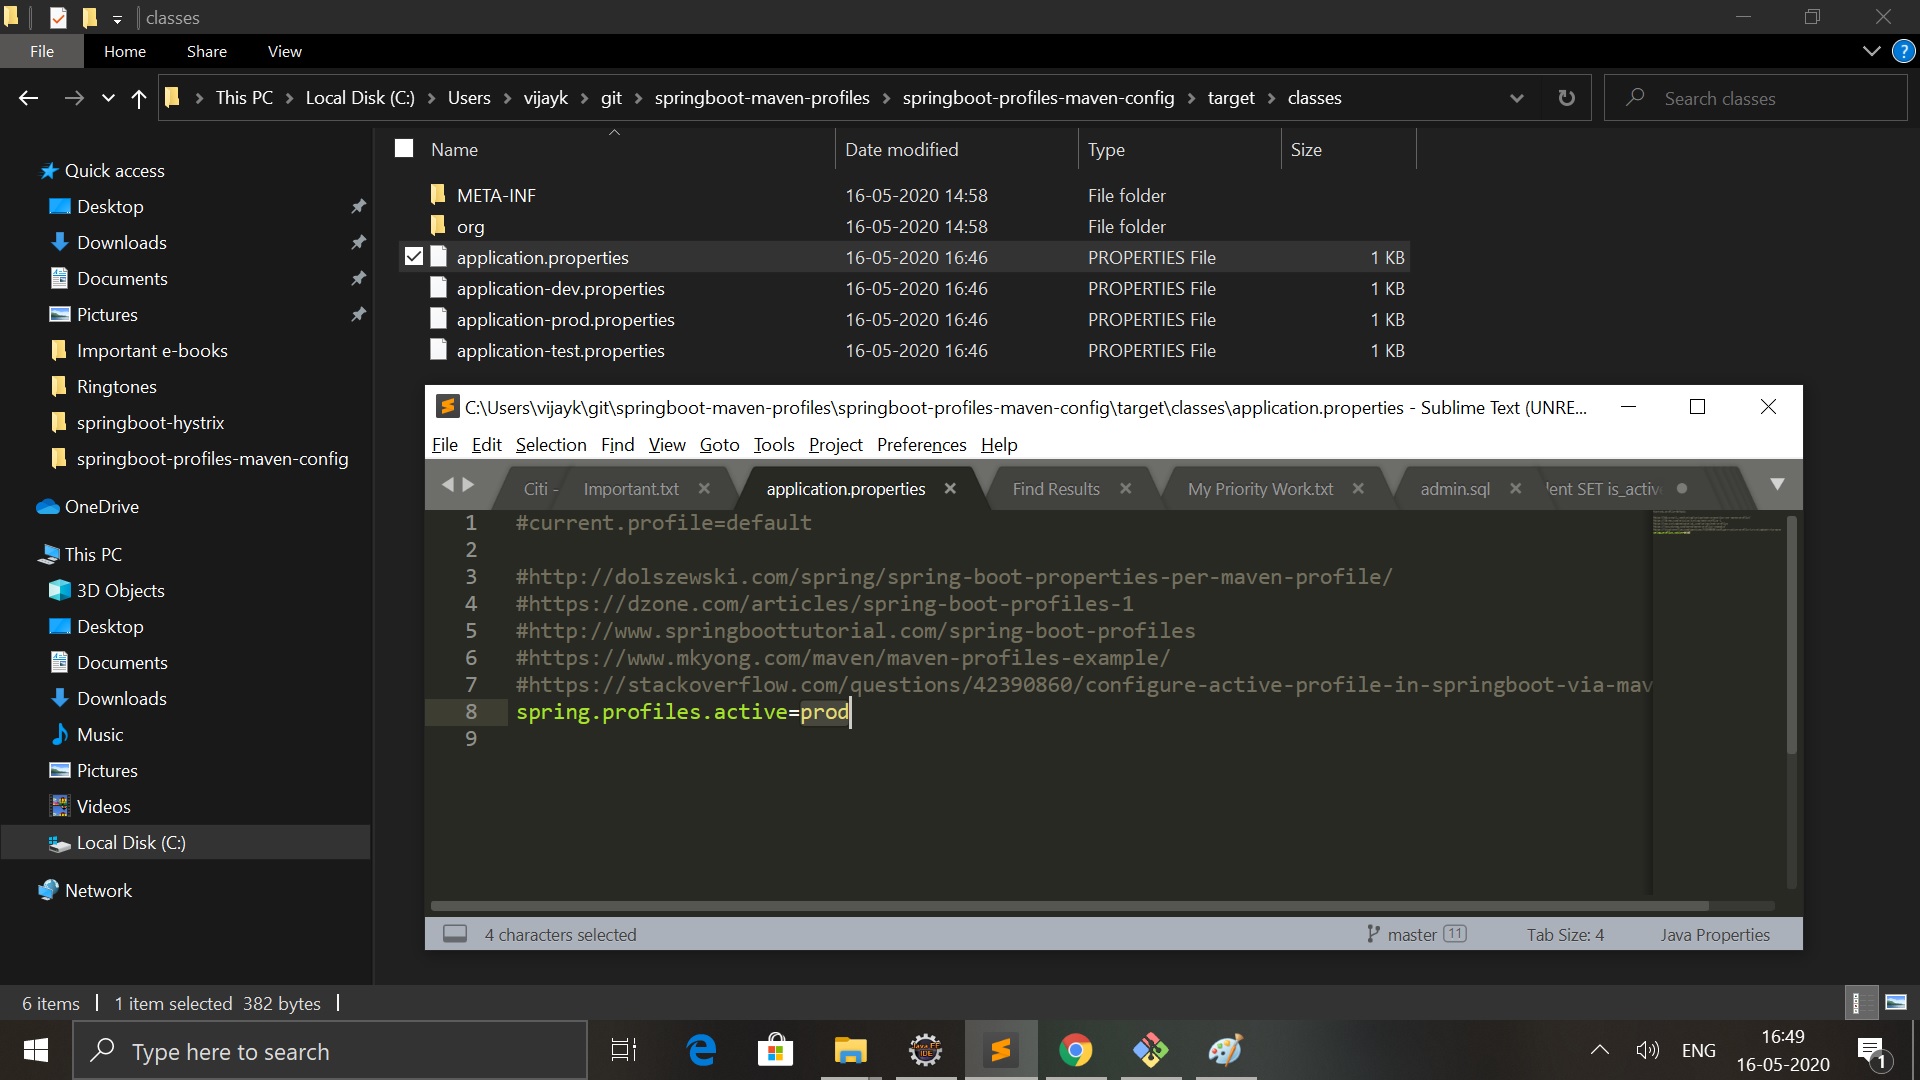 classes
File Home Share View
This PC Local Disk (C:) Users vijayk git springboot-maven-profiles springboot-profiles-maven-config target classes
Search classes
Name Date modified Type Size
META-INF 16-05-2020 14:58 File folder
org 16-05-2020 14:58 File folder
application.properties 16-05-2020 16:46 PROPERTIES File 1 KB
application-dev.properties 16-05-2020 16:46 PROPERTIES File 1 KB
application-prod.properties 16-05-2020 16:46 PROPERTIES File 1 KB
application-test.properties 16-05-2020 16:46 PROPERTIES File 1 KB
Quick access
Desktop
Downloads
Documents
Pictures
Important e-books
Ringtones
springboot-hystrix
springboot-profiles-maven-config
OneDrive
This PC
3D Objects
Desktop
Documents
Downloads
Music
Pictures
Videos
Local Disk (C:)
Network
C:\Users\vijayk\git\springboot-maven-profiles\springboot-profiles-maven-config\target\classes\application.properties - Sublime Text (UNRE...
File Edit Selection Find View Goto Tools Project Preferences Help
Citi - Important.txt application.properties Find Results My Priority Work.txt admin.sql lent SET is_activ
1 #current.profile=default
2
3 #http://dolszewski.com/spring/spring-boot-properties-per-maven-profile/
4 #https://dzone.com/articles/spring-boot-profiles-1
5 #http://www.springboottutorial.com/spring-boot-profiles
6 #https://www.mkyong.com/maven/maven-profiles-example/
7 #https://stackoverflow.com/questions/42390860/configure-active-profile-in-springboot-via-mav
8 spring.profiles.active=prod
9
4 characters selected master 11 Tab Size: 4 Java Properties
6 items 1 item selected 382 bytes
Type here to search
ENG
16:49
16-05-2020
1